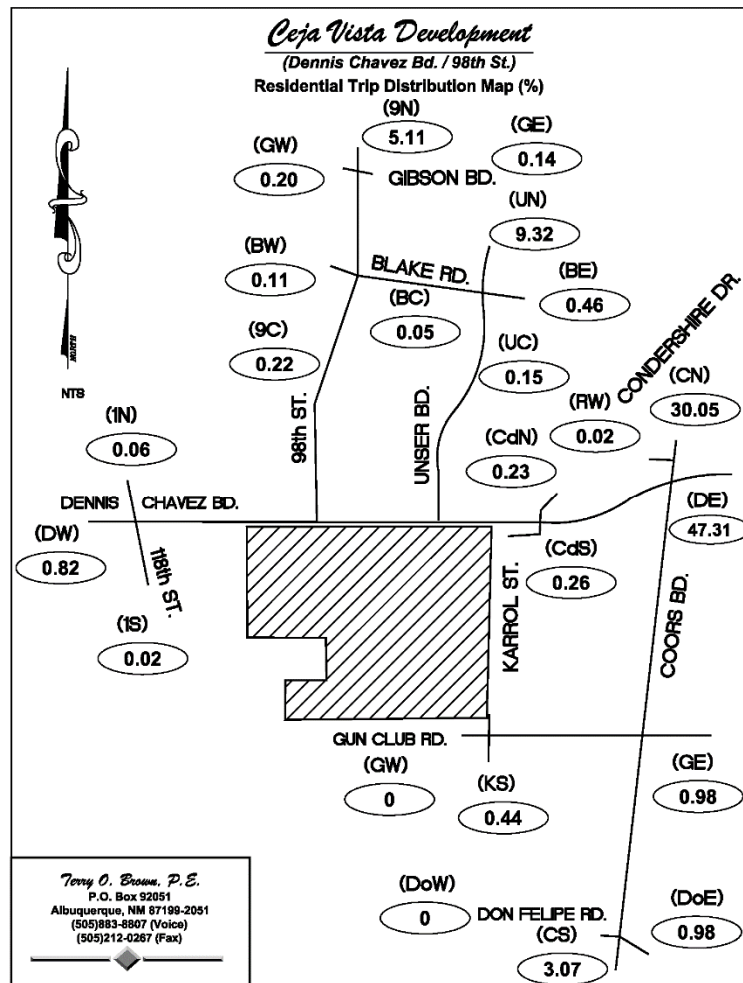 Ceja Vista Development
(Dennis Chavez Bd. / 98th St.)
Residential Trip Distribution Map (%)
(9N)
5.11
(GW)
0.20
GIBSON BD.
(GE)
0.14
(UN)
9.32
(BW)
0.11
BLAKE RD.
(BC)
0.05
(BE)
0.46
(9C)
0.22
(UC)
0.15
CONDERSHIRE DR.
NTS
(1N)
0.06
98th ST.
UNSER BD.
(RW)
0.02
(CN)
30.05
(CdN)
0.23
DENNIS CHAVEZ BD.
(DE)
47.31
(DW)
0.82
118th ST.
(CdS)
0.26
KARROL ST.
COORS BD.
(1S)
0.02
GUN CLUB RD.
(GW)
0
(KS)
0.44
(GE)
0.98
(DoW)
0
DON FELIPE RD.
(DoE)
0.98
(CS)
3.07
Terry O. Brown, P.E.
P.O. Box 92051
Albuquerque, NM 87199-2051
(505)883-8807 (Voice)
(505)212-0267 (Fax)